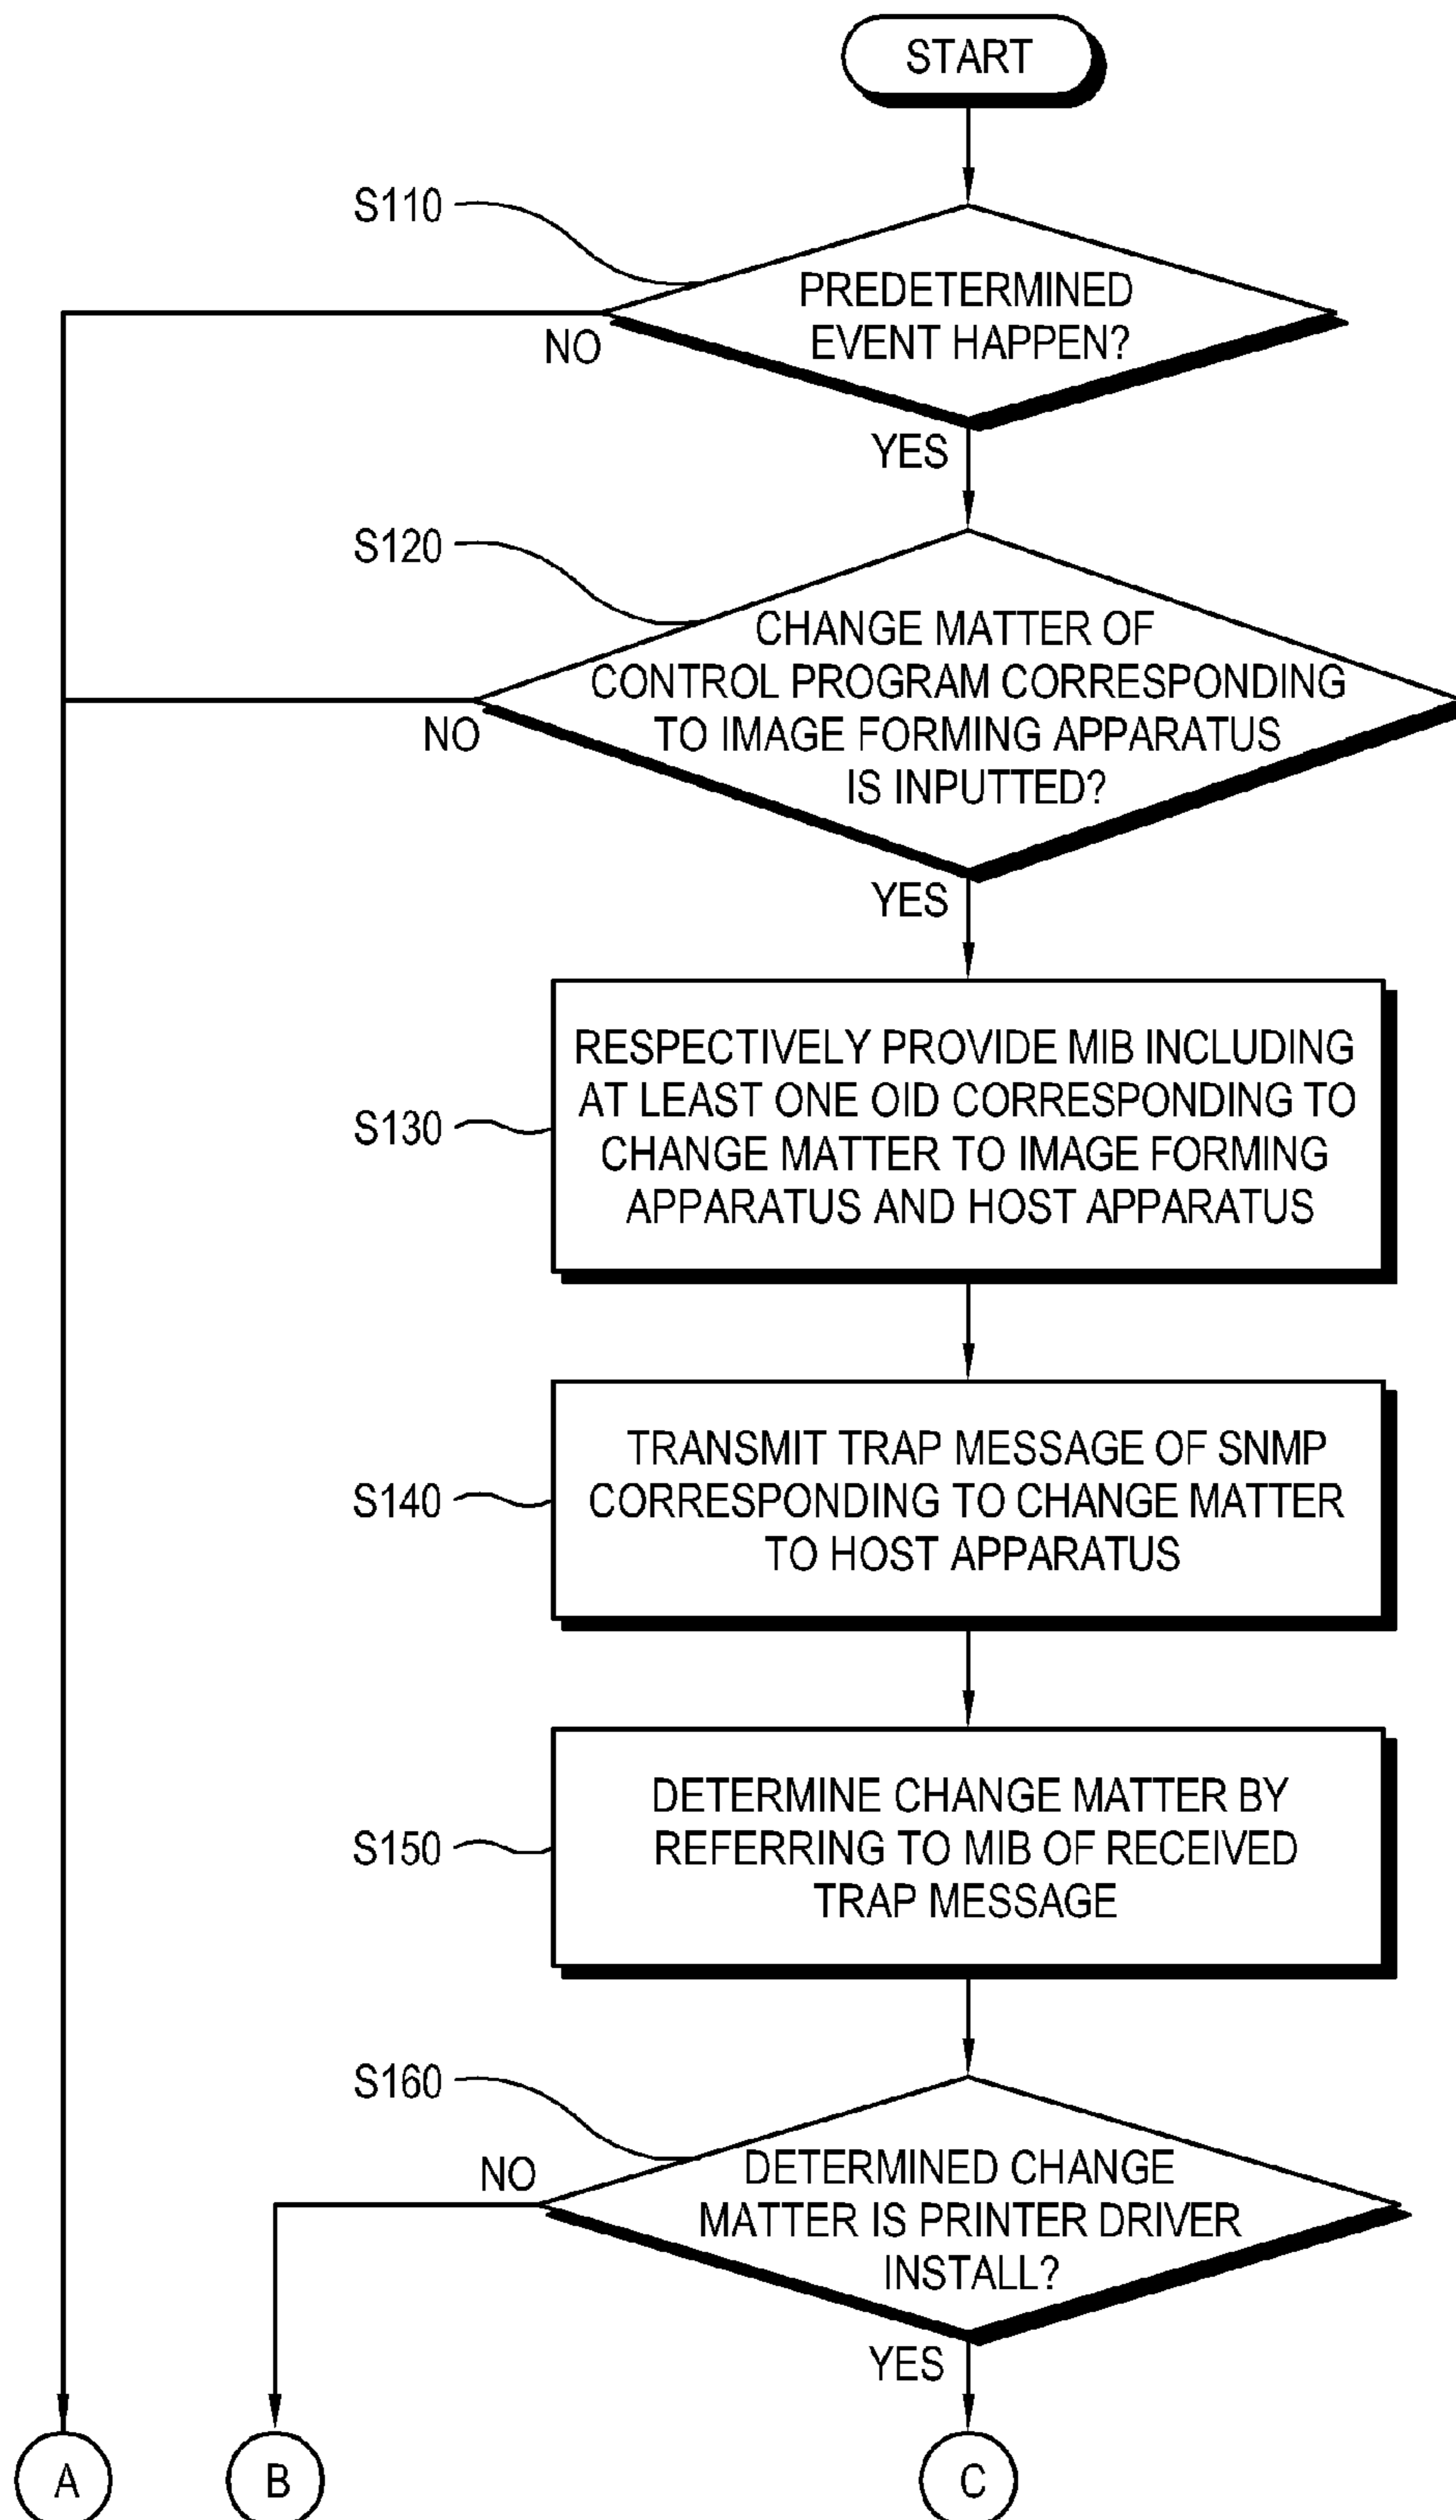 START
S110
PREDETERMINED
EVENT HAPPEN?
NO
YES
S120
CHANGE MATTER OF
CONTROL PROGRAM CORRESPONDING
TO IMAGE FORMING APPARATUS
IS INPUTTED?
NO
YES
S130
RESPECTIVELY PROVIDE MIB INCLUDING
AT LEAST ONE OID CORRESPONDING TO
CHANGE MATTER TO IMAGE FORMING
APPARATUS AND HOST APPARATUS
S140
TRANSMIT TRAP MESSAGE OF SNMP
CORRESPONDING TO CHANGE MATTER
TO HOST APPARATUS
S150
DETERMINE CHANGE MATTER BY
REFERRING TO MIB OF RECEIVED
TRAP MESSAGE
S160
NO
DETERMINED CHANGE
MATTER IS PRINTER DRIVER
INSTALL?
YES
A
B
C